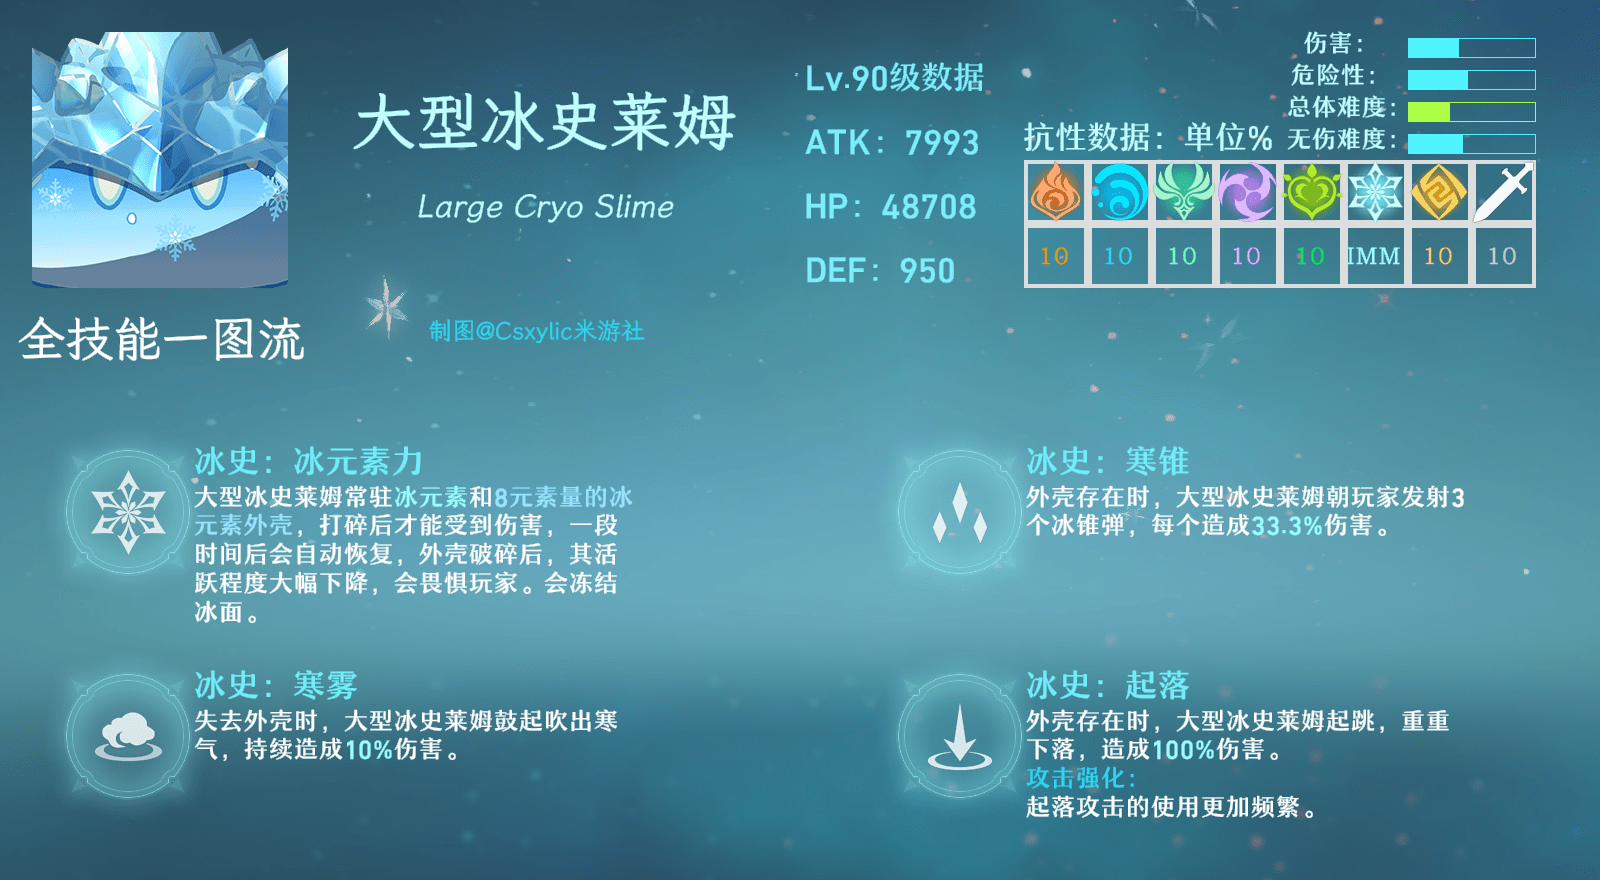 大型冰史莱姆
Large Cryo Slime
全技能一图流
制图@Csxylic米游社
Lv.90级数据
ATK：7993
HP：48708
DEF：950
伤害：
危险性：
总体难度：
无伤难度：
抗性数据：单位%
10 10 10 10 10 IMM 10 10
冰史：冰元素力
大型冰史莱姆常驻冰元素和8元素量的冰
元素外壳，打碎后才能受到伤害，一段
时间后会自动恢复，外壳破碎后，其活
跃程度大幅下降，会畏惧玩家。会冻结
冰面。
冰史：寒锥
外壳存在时，大型冰史莱姆朝玩家发射3
个冰锥弹，每个造成33.3%伤害。
冰史：寒雾
失去外壳时，大型冰史莱姆鼓起吹出寒
气，持续造成10%伤害。
冰史：起落
外壳存在时，大型冰史莱姆起跳，重重
下落，造成100%伤害。
攻击强化：
起落攻击的使用更加频繁。